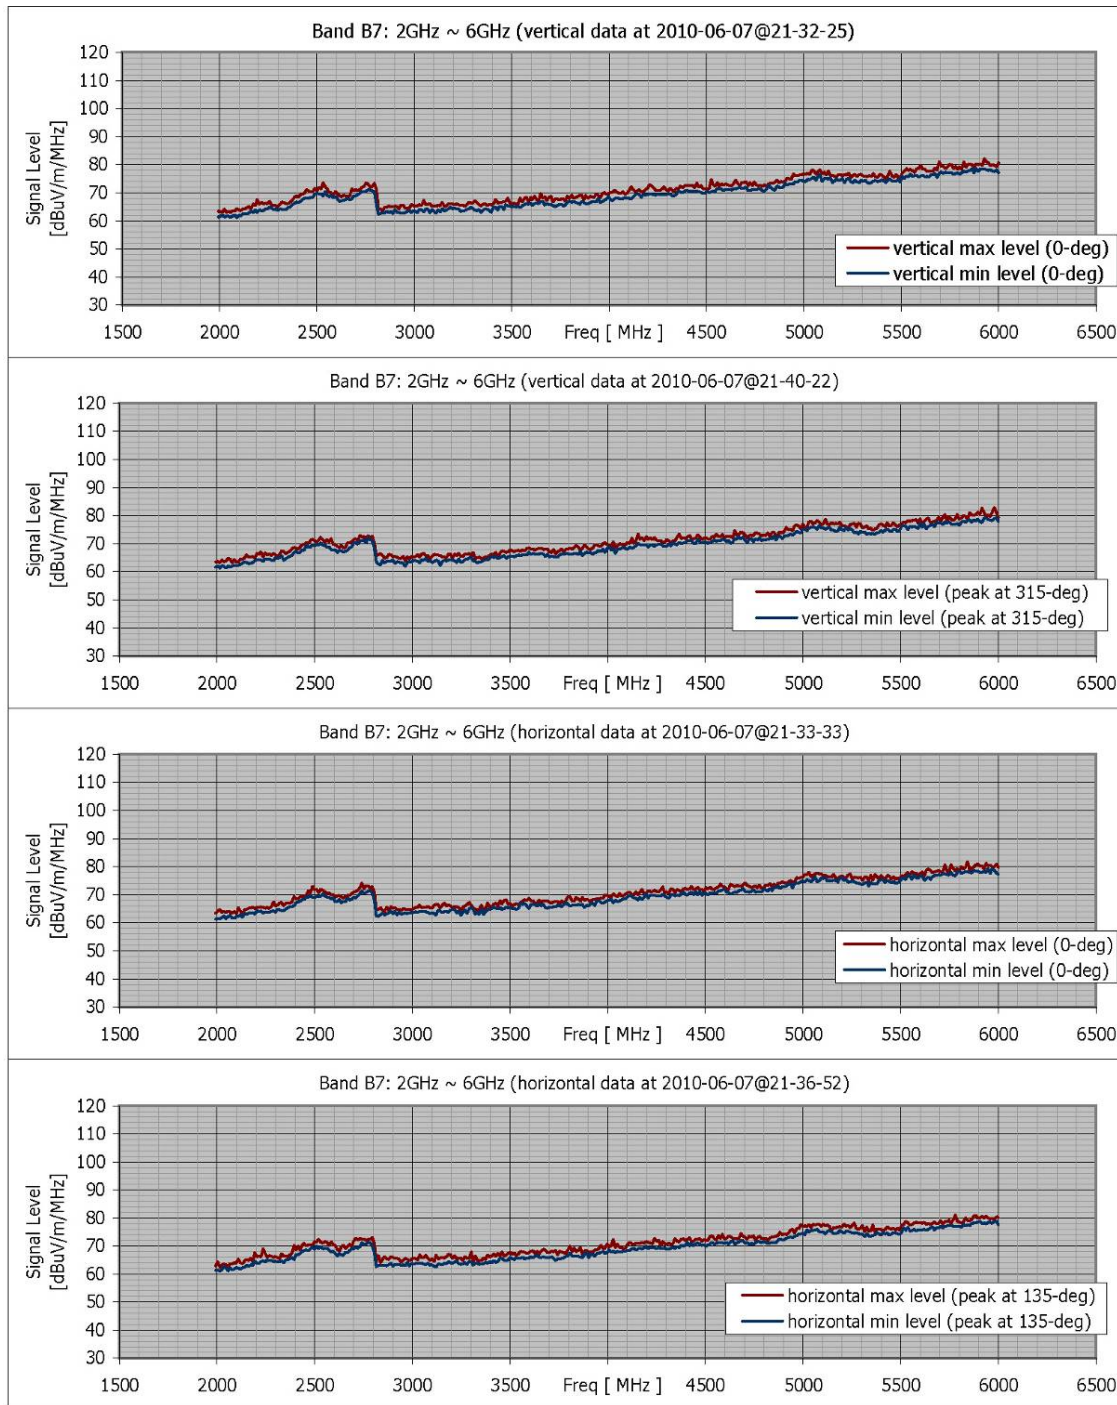 Band B7: 2GHz ~ 6GHz (vertical data at 2010-06-07@21-32-25)
120
110
100
90
80
70
60
50
40
30
Signal Level
[dBuV/m/MHz]
vertical max level (0-deg)
vertical min level (0-deg)
1500 2000 2500 3000 3500 Freq [ MHz ] 4500 5000 5500 6000 6500
Band B7: 2GHz ~ 6GHz (vertical data at 2010-06-07@21-40-22)
120
110
100
90
80
70
60
50
40
30
Signal Level
[dBuV/m/MHz]
vertical max level (peak at 315-deg)
vertical min level (peak at 315-deg)
1500 2000 2500 3000 3500 Freq [ MHz ] 4500 5000 5500 6000 6500
Band B7: 2GHz ~ 6GHz (horizontal data at 2010-06-07@21-33-33)
120
110
100
90
80
70
60
50
40
30
Signal Level
[dBuV/m/MHz]
horizontal max level (0-deg)
horizontal min level (0-deg)
1500 2000 2500 3000 3500 Freq [ MHz ] 4500 5000 5500 6000 6500
Band B7: 2GHz ~ 6GHz (horizontal data at 2010-06-07@21-36-52)
120
110
100
90
80
70
60
50
40
30
Signal Level
[dBuV/m/MHz]
horizontal max level (peak at 135-deg)
horizontal min level (peak at 135-deg)
1500 2000 2500 3000 3500 Freq [ MHz ] 4500 5000 5500 6000 6500